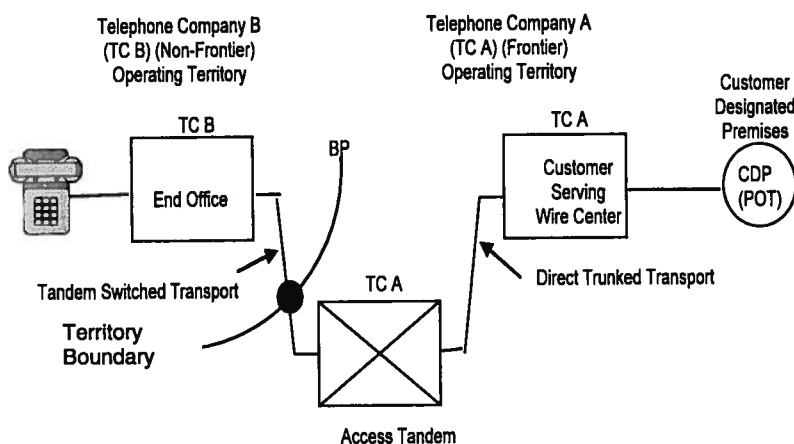 Telephone Company B
(TC B) (Non-Frontier)
Operating Territory
Telephone Company A
(TC A) (Frontier)
Operating Territory
Customer
Designated
Premises
TC B
BP
TC A
End Office
Customer
Serving
Wire Center
CDP
(POT)
Tandem Switched Transport
TC A
Direct Trunked Transport
Territory
Boundary
Access Tandem